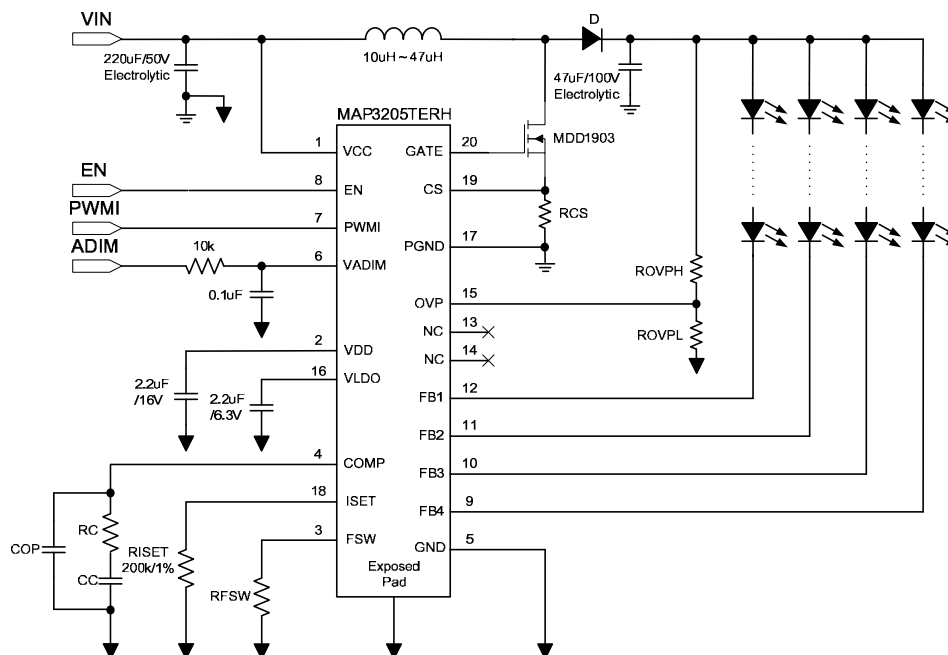 VIN
220uF/50V
Electrolytic
10uH ~ 47uH
D
47uF/100V
Electrolytic
MAP3205TERH
1
VCC
GATE
20
MDD1903
EN
8
EN
CS
19
RCS
PWMI
7
PWMI
PGND
17
ADIM
10k
6
VADIM
0.1uF
ROVPH
OVP
15
ROVPL
NC
13
NC
14
2
VDD
16
VLDO
2.2uF
/16V
2.2uF
/6.3V
FB1
12
FB2
11
FB3
10
FB4
9
4
COMP
18
ISET
3
FSW
GND
5
COP
RC
CC
RISET
200k/1%
RFSW
Exposed
Pad